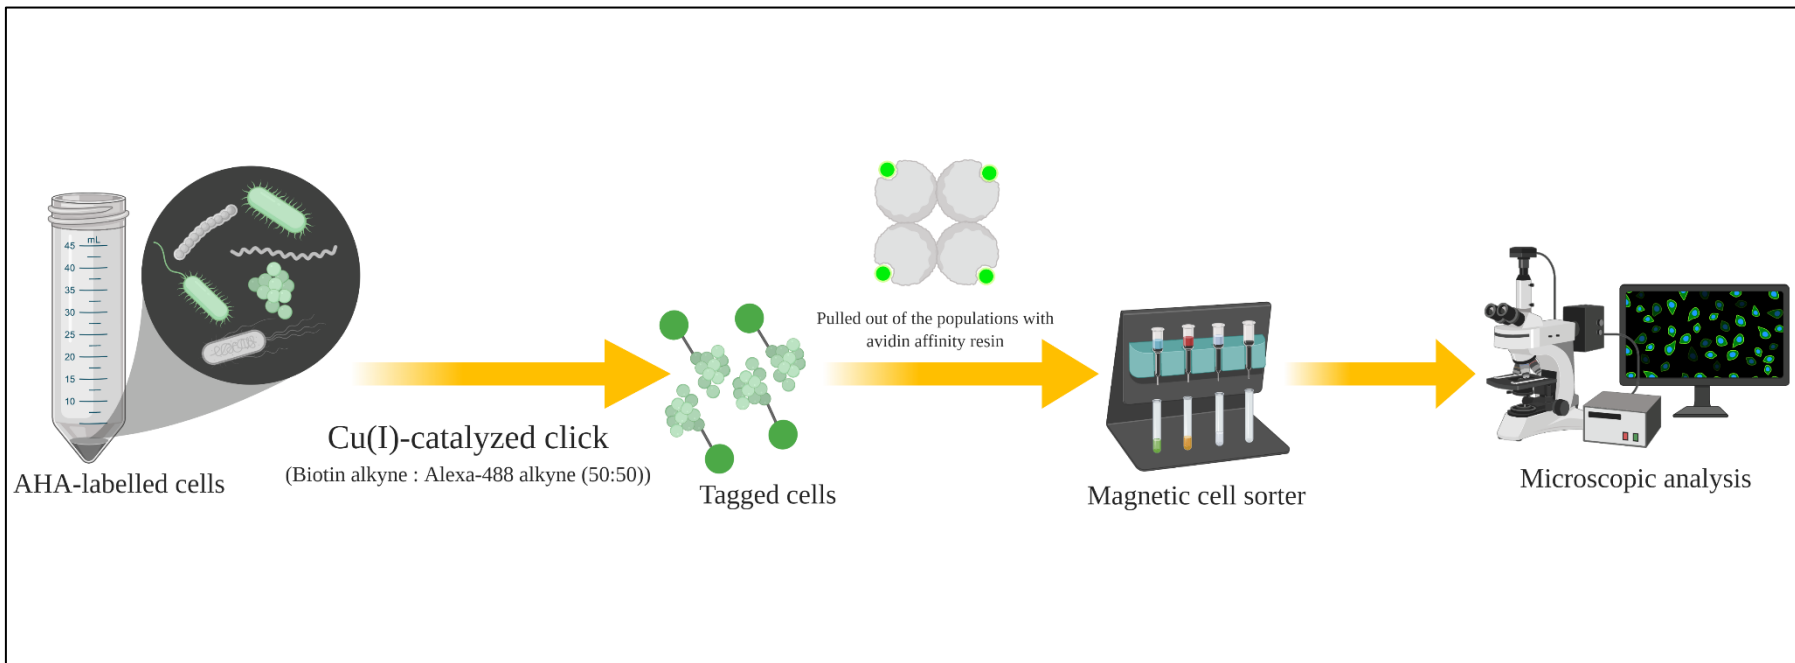 mL
45
40
35
30
25
20
15
10
AHA-labelled cells
Cu(I)-catalyzed click
(Biotin alkyne : Alexa-488 alkyne (50:50))
Tagged cells
Pulled out of the populations with
avidin affinity resin
Magnetic cell sorter
Microscopic analysis